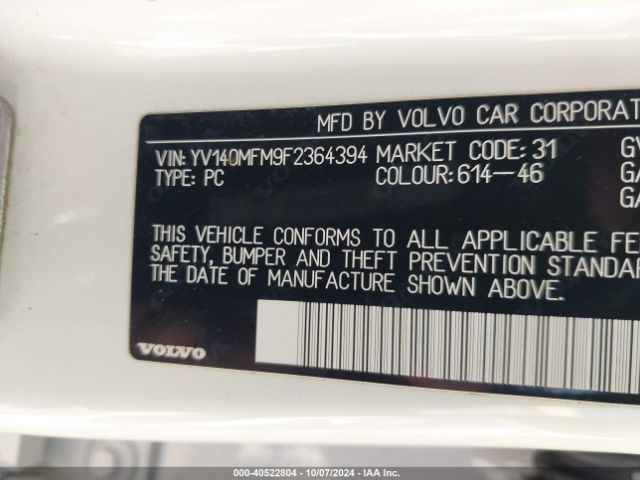 MFD BY VOLVO CAR CORPORAT
VIN: YV140MFM9F2364394 MARKET CODE: 31 GV
TYPE: PC COLOUR:614-46 GA
GA
THIS VEHICLE CONFORMS TO ALL APPLICABLE FE
SAFETY, BUMPER AND THEFT PREVENTION STANDAR
THE DATE OF MANUFACTURE SHOWN ABOVE.
VOLVO
000-40522804 | 10/07/2024 | IAAI.com